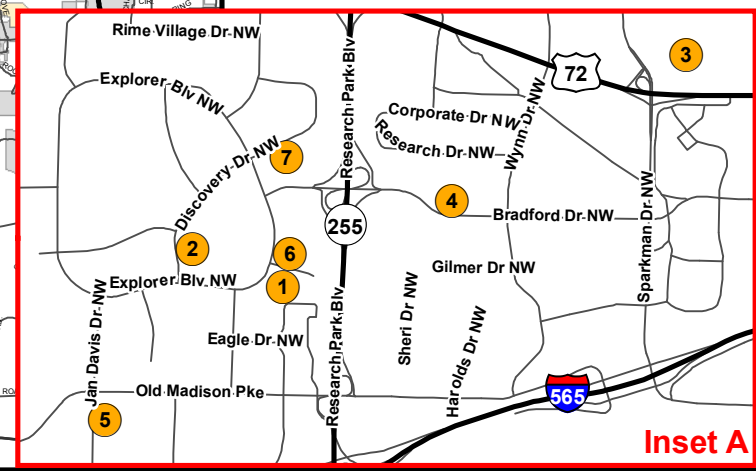 Rime Village Dr NW
3
Explorer Blv NW
72
Research Park Blv
Corporate Dr NW
Wynn Dr NW
Research Dr NW
Discovery Dr NW
7
4
Bradford Dr NW
255
Sparkman Dr NW
2
6
Gilmer Dr NW
Explorer Blv NW
1
Jan Davis Dr NW
Sheri Dr NW
Research Park Blv
Eagle Dr NW
Harolds Dr NW
Old Madison Pke
565
5
Inset A